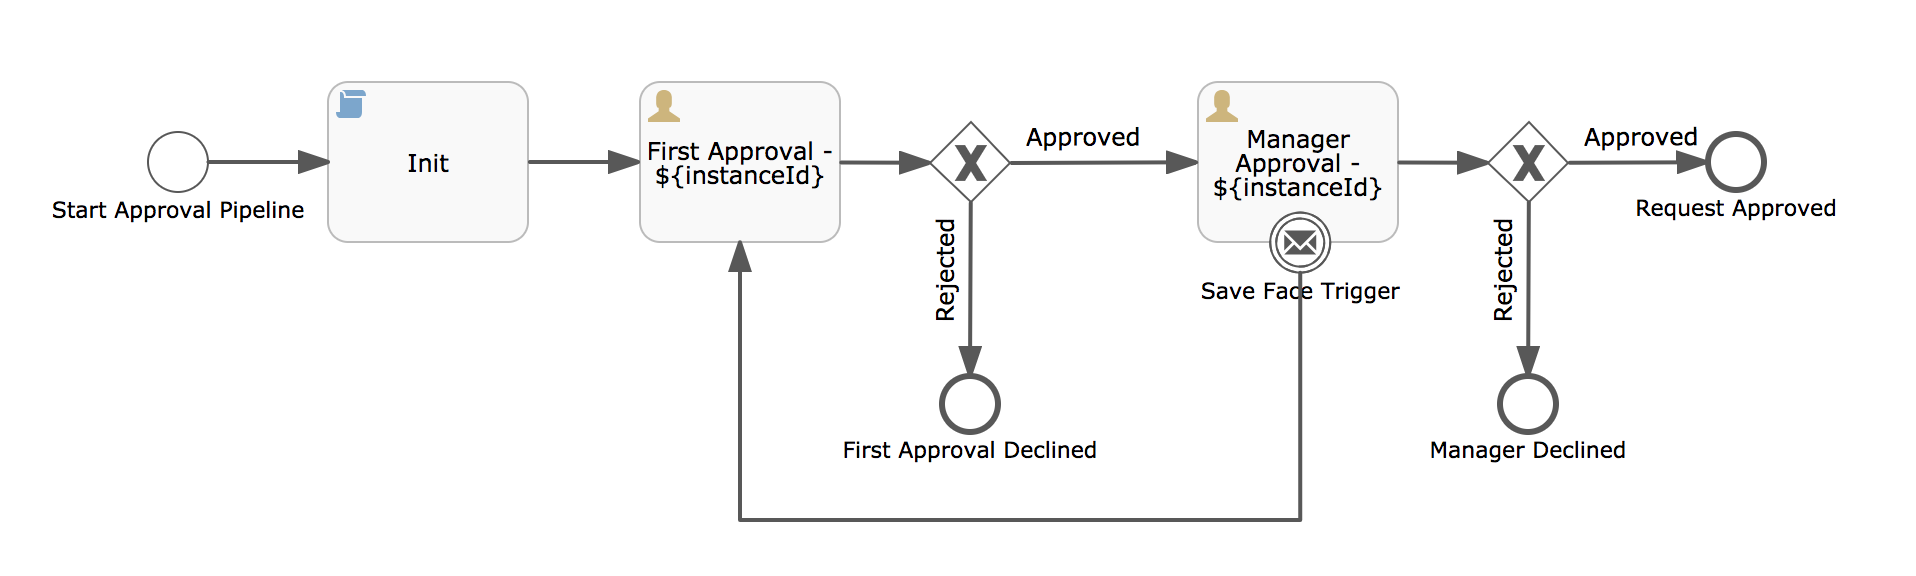 Start Approval Pipeline
Init
First Approval -
${instanceId}
Approved
Rejected
First Approval Declined
Manager
Approval -
${instanceId}
Save Face Trigger
Approved
Request Approved
Rejected
Manager Declined